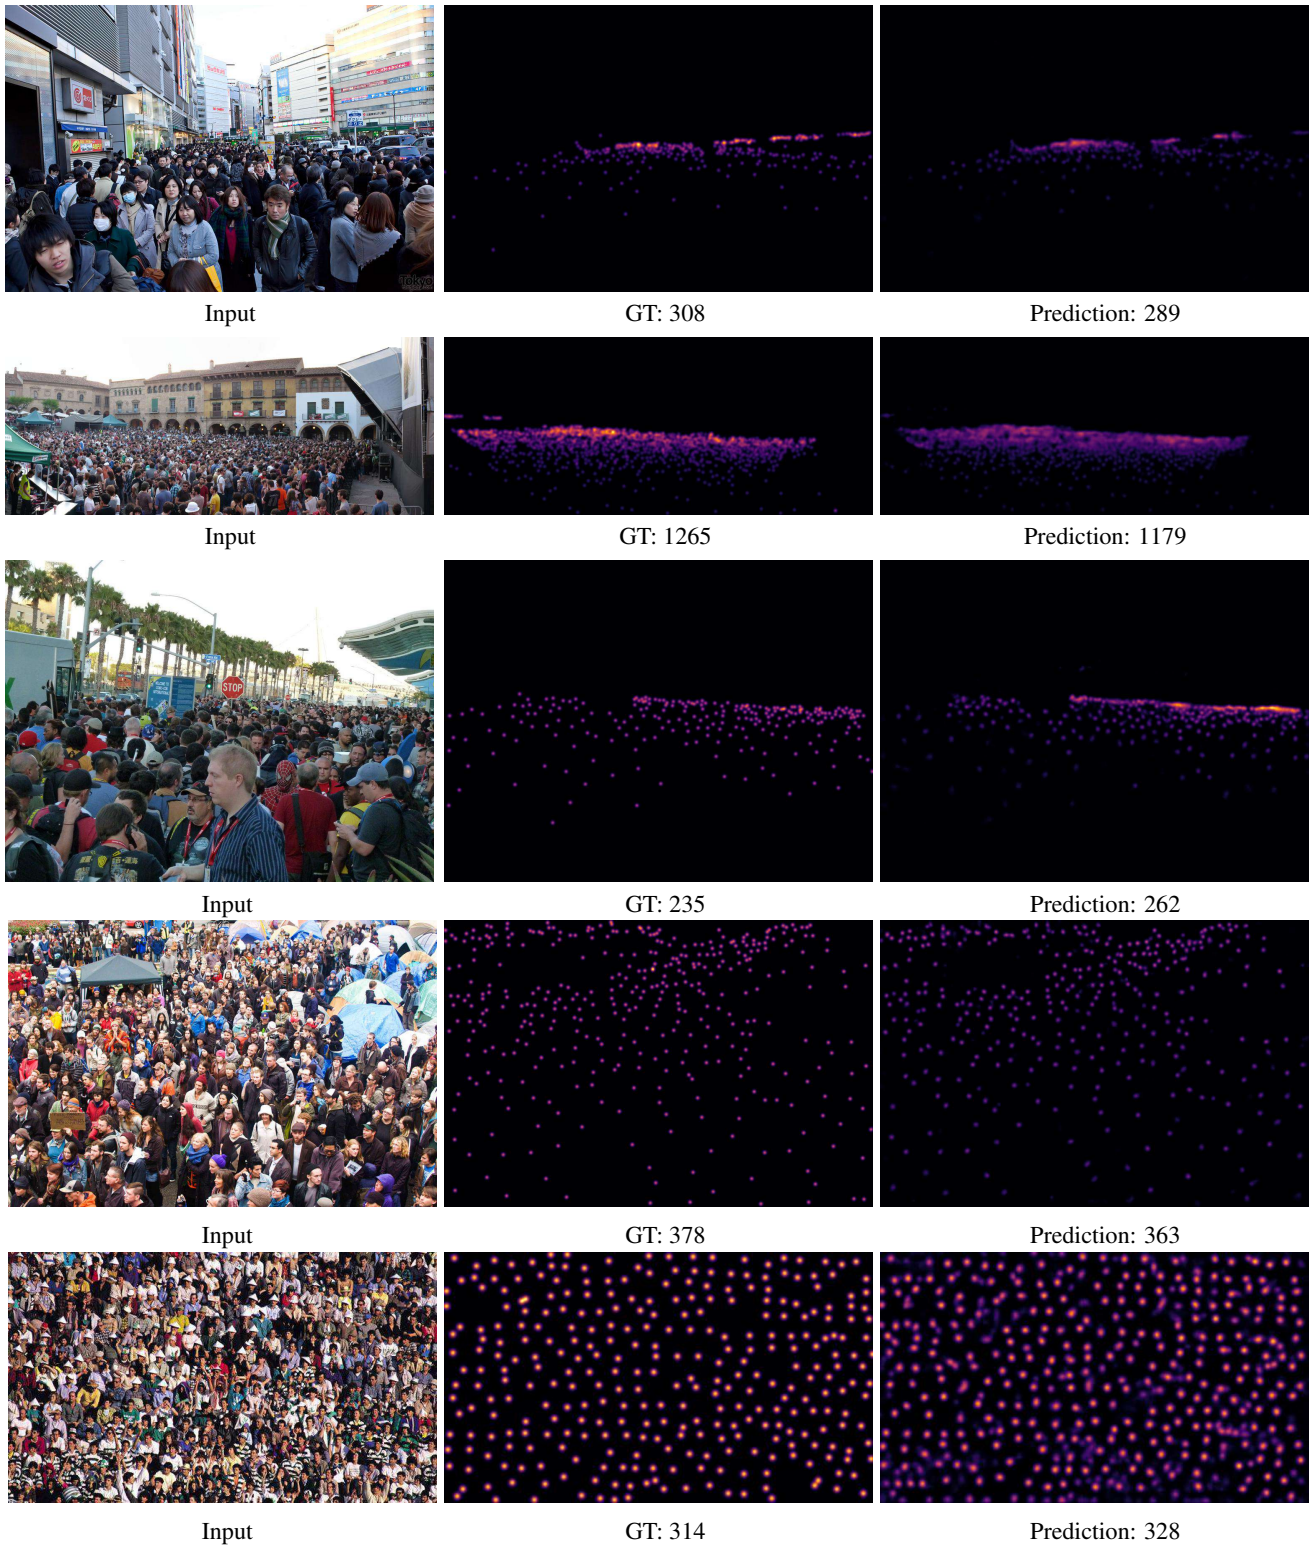 STOP
Input
GT: 308
Prediction: 289
Input
GT: 1265
Prediction: 1179
Input
GT: 235
Prediction: 262
Input
GT: 378
Prediction: 363
Input
GT: 314
Prediction: 328